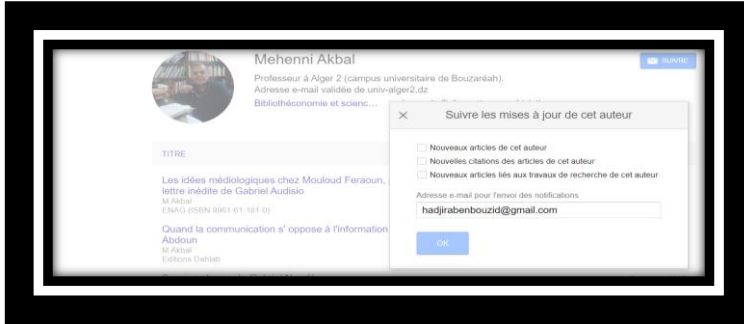 Mehenni Akbal
SUIVRE
Professeur à Alger 2 (campus universitaire de Bouzaréah).
Adresse e-mail validée de univ-alger2.dz
Bibliothéconomie et scienc…
Suivre les mises à jour de cet auteur
Nouveaux articles de cet auteur
Nouvelles citations des articles de cet auteur
Nouveaux articles liés aux travaux de recherche de cet auteur
Adresse e-mail pour l'envoi des notifications
hadjirabenbouzid@gmail.com
OK
TITRE
Les idées médiologiques chez Mouloud Feraoun,
lettre inédite de Gabriel Audisio
M Akbal
ENAG (ISBN 9961-61-181-0)
Quand la communication s' oppose à l'information
Abdoun
M Akbal
Editions Dahlab